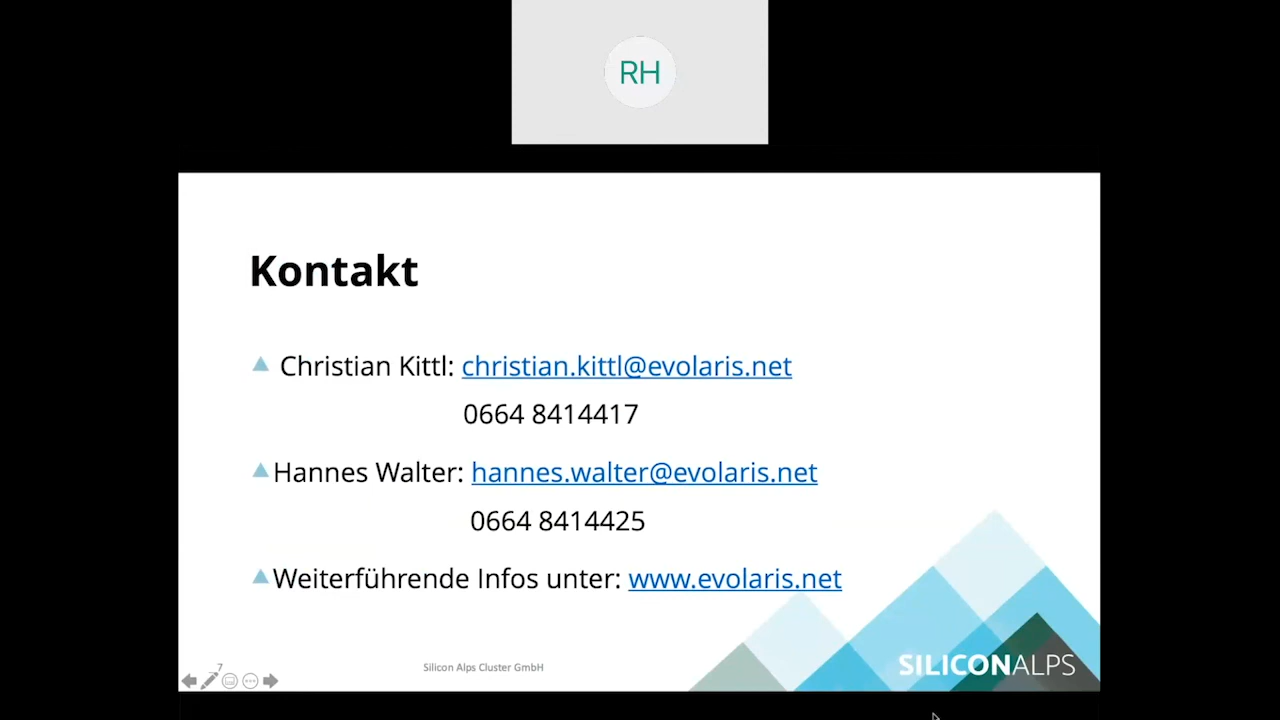 RH
Kontakt
Christian Kittl: christian.kittl@evolaris.net
0664 8414417
Hannes Walter: hannes.walter@evolaris.net
0664 8414425
Weiterführende Infos unter: www.evolaris.net
7
Silicon Alps Cluster GmbH
SILICONALPS